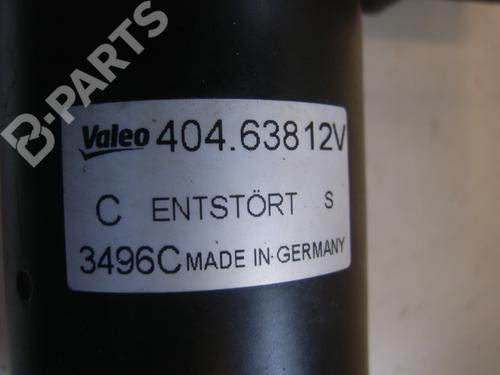 B-PARTS
Valeo 404.63812V
C ENTSTÖRT S
3496C MADE IN·GERMANY